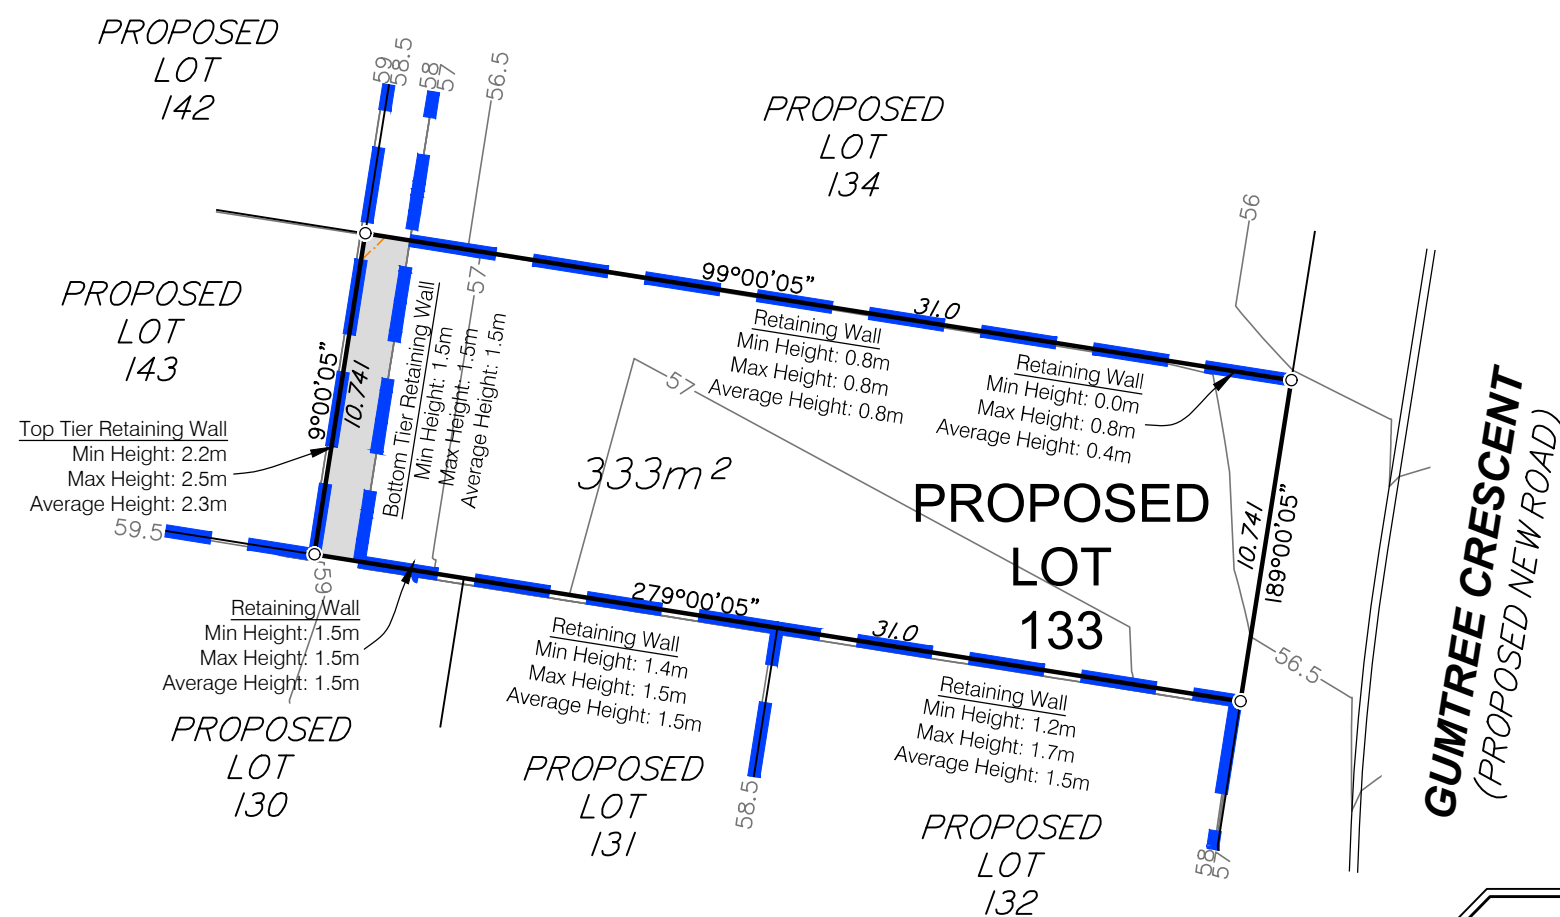 PROPOSED
LOT
142
59
58.5
58
57
56.5
PROPOSED
LOT
134
56
PROPOSED
LOT
143
99°00'05"
31.0
57
Retaining Wall
Min Height: 0.8m
Max Height: 0.8m
Average Height: 0.8m
Retaining Wall
Min Height: 0.0m
Max Height: 0.8m
Average Height: 0.4m
9°00'05"
10.741
Bottom Tier Retaining Wall
Min Height: 1.5m
Max Height: 1.5m
Average Height: 1.5m
Top Tier Retaining Wall
Min Height: 2.2m
Max Height: 2.5m
Average Height: 2.3m
57
333m²
PROPOSED
LOT
133
10.741
189°00'05"
GUMTREE CRESCENT
(PROPOSED NEW ROAD)
59.5
59
279°00'05"
31.0
56.5
Retaining Wall
Min Height: 1.5m
Max Height: 1.5m
Average Height: 1.5m
Retaining Wall
Min Height: 1.4m
Max Height: 1.5m
Average Height: 1.5m
Retaining Wall
Min Height: 1.2m
Max Height: 1.7m
Average Height: 1.5m
PROPOSED
LOT
130
PROPOSED
LOT
131
58.5
PROPOSED
LOT
132
58
57